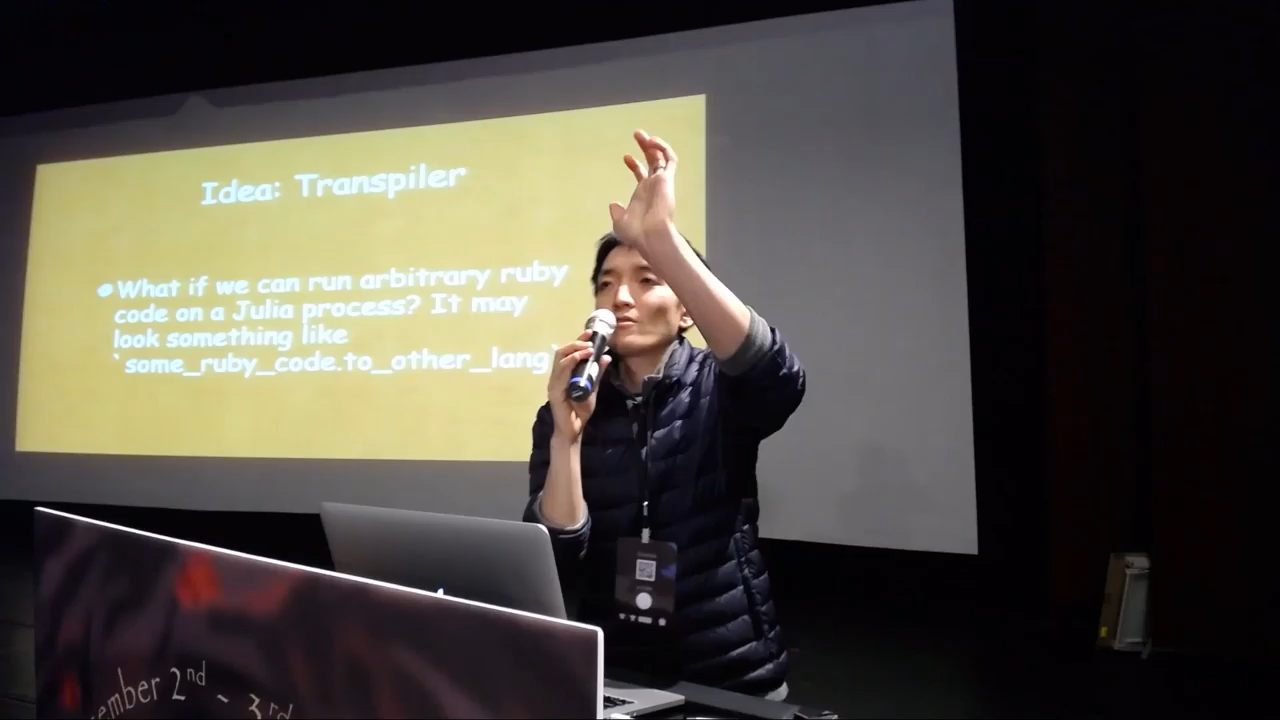 Idea: Transpiler
● What if we can run arbitrary ruby
code on a Julia process? It may
look something like
`some_ruby_code.to_other_lang`
2nd - 3rd